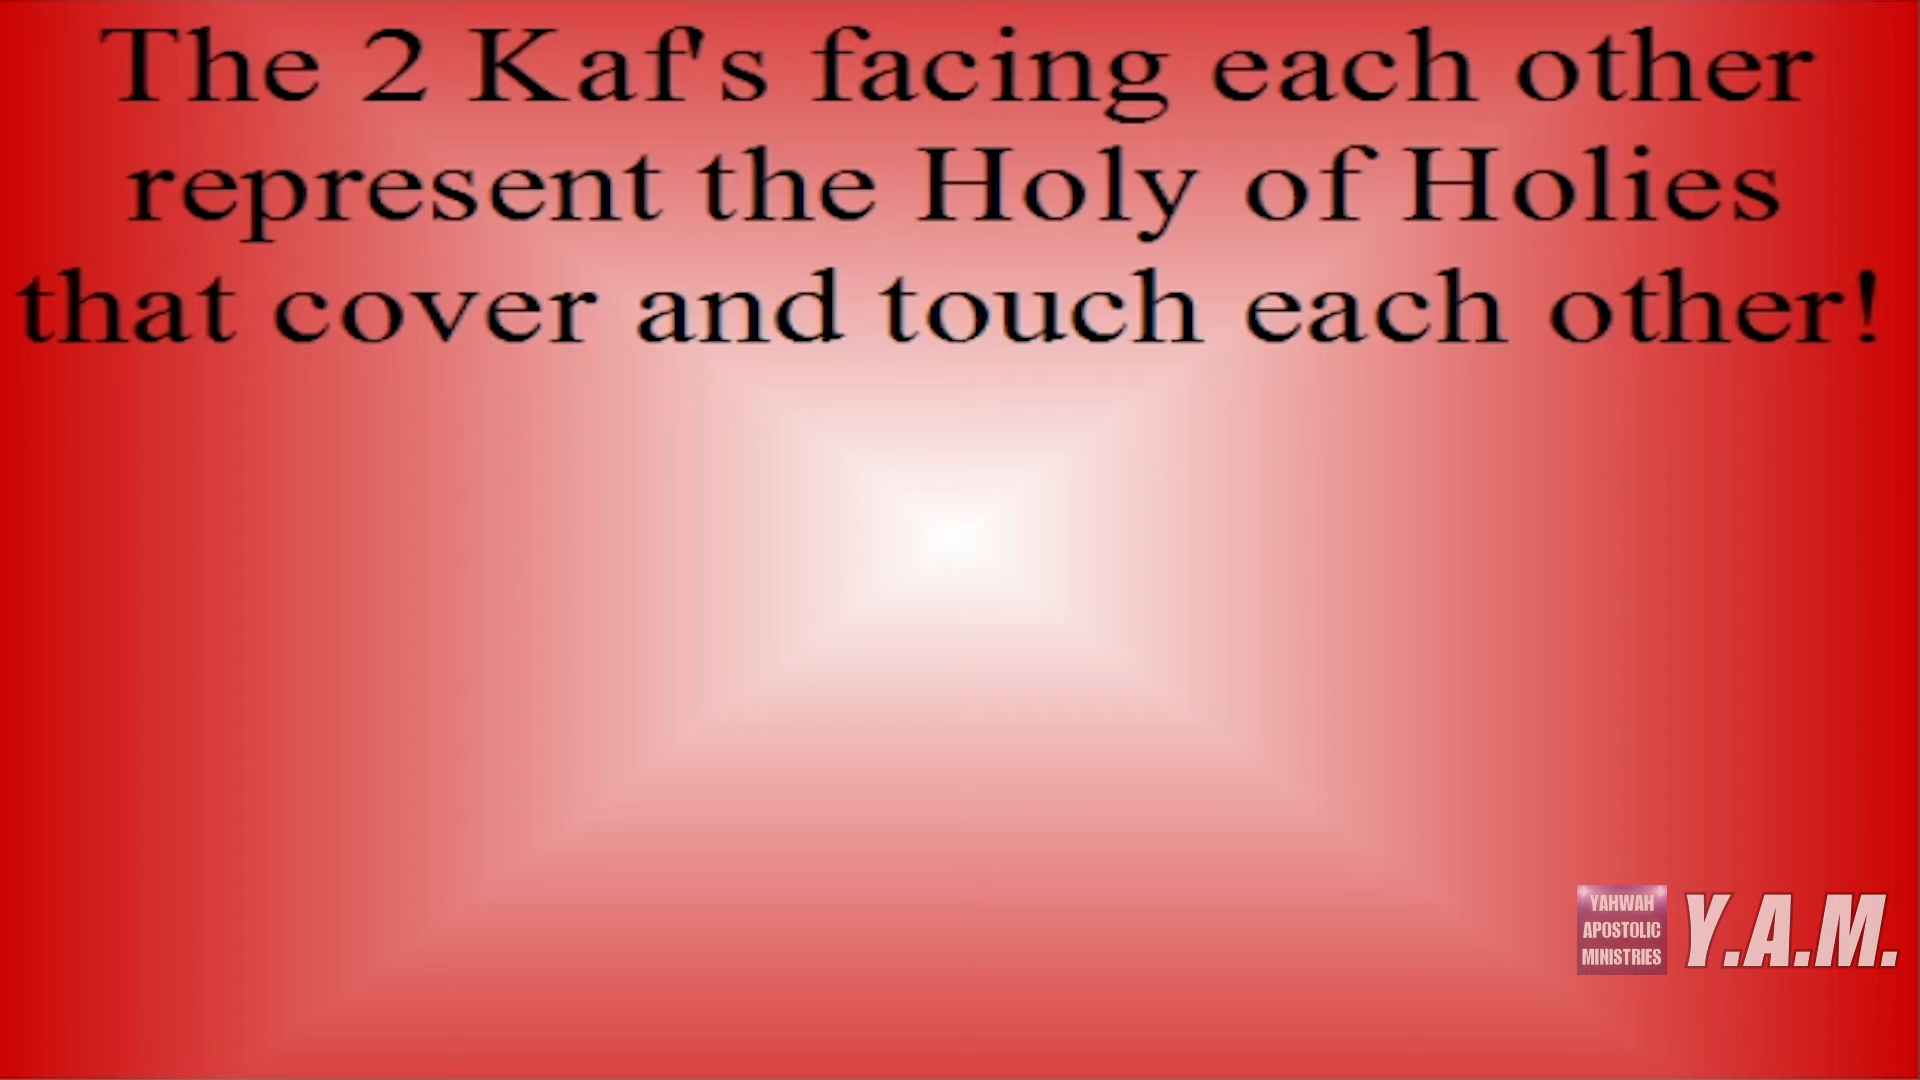 The 2 Kaf's facing each other
represent the Holy of Holies
that cover and touch each other!
YAHWAH
APOSTOLIC
MINISTRIES
Y.A.M.